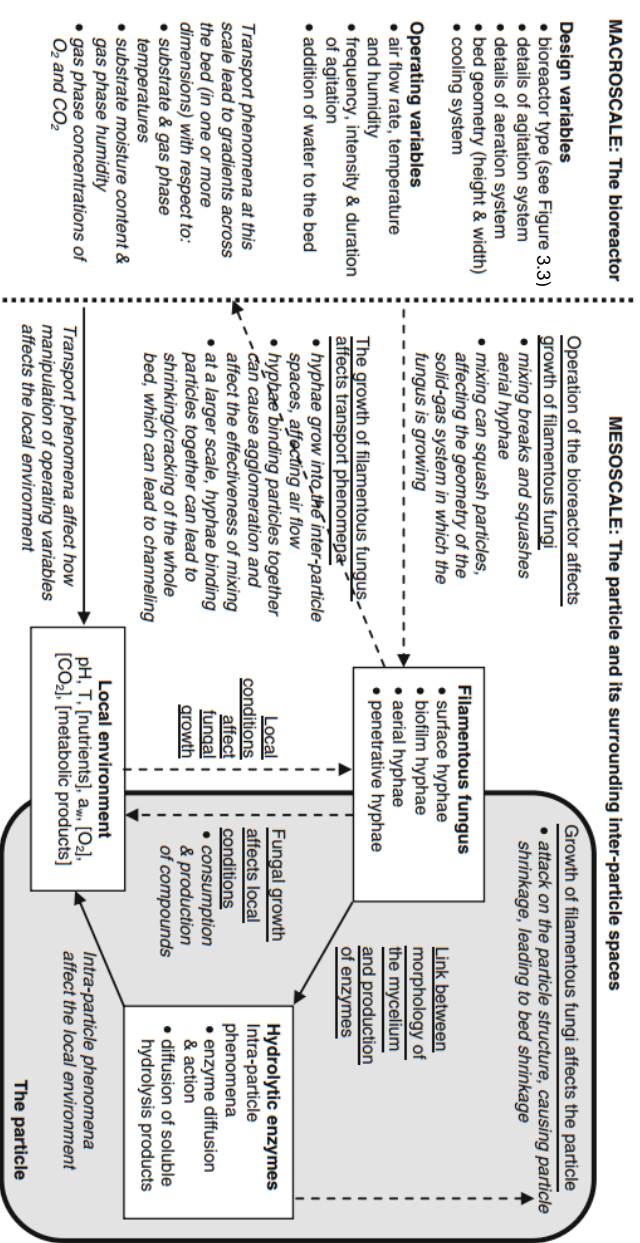 MACROSCALE: The bioreactor
Design variables
• bioreactor type (see Figure 3.3)
• details of agitation system
• details of aeration system
• bed geometry (height & width)
• cooling system
Operating variables
• air flow rate, temperature
and humidity
• frequency, intensity & duration
of agitation
• addition of water to the bed
Transport phenomena at this
scale lead to gradients across
the bed (in one or more
dimensions) with respect to:
• substrate & gas phase
temperatures
• substrate moisture content &
gas phase humidity
• gas phase concentrations of
O₂ and CO₂
MESOSCALE: The particle and its surrounding inter-particle spaces
Operation of the bioreactor affects
growth of filamentous fungi
• mixing breaks and squashes
aerial hyphae
• mixing can squash particles,
affecting the geometry of the
solid-gas system in which the
fungus is growing
The growth of filamentous fungus
affects transport phenomena
• hyphae grow into the inter-particle
spaces, affecting air flow
• hyphae binding particles together
can cause agglomeration and
affect the effectiveness of mixing
• at a larger scale, hyphae binding
particles together can lead to
shrinking/cracking of the whole
bed, which can lead to channeling
Transport phenomena affect how
manipulation of operating variables
affects the local environment
Filamentous fungus
• surface hyphae
• biofilm hyphae
• aerial hyphae
• penetrative hyphae
Local
conditions
affect
fungal
growth
Fungal growth
affects local
conditions
• consumption
& production
of compounds
Local environment
pH, T, [nutrients], aw, [O₂],
[CO₂], [metabolic products]
Growth of filamentous fungi affects the particle
• attack on the particle structure, causing particle
shrinkage, leading to bed shrinkage
Link between
morphology of
the mycelium
and production
of enzymes
Hydrolytic enzymes
Intra-particle
phenomena
• enzyme diffusion
& action
• diffusion of soluble
hydrolysis products
Intra-particle phenomena
affect the local environment
The particle